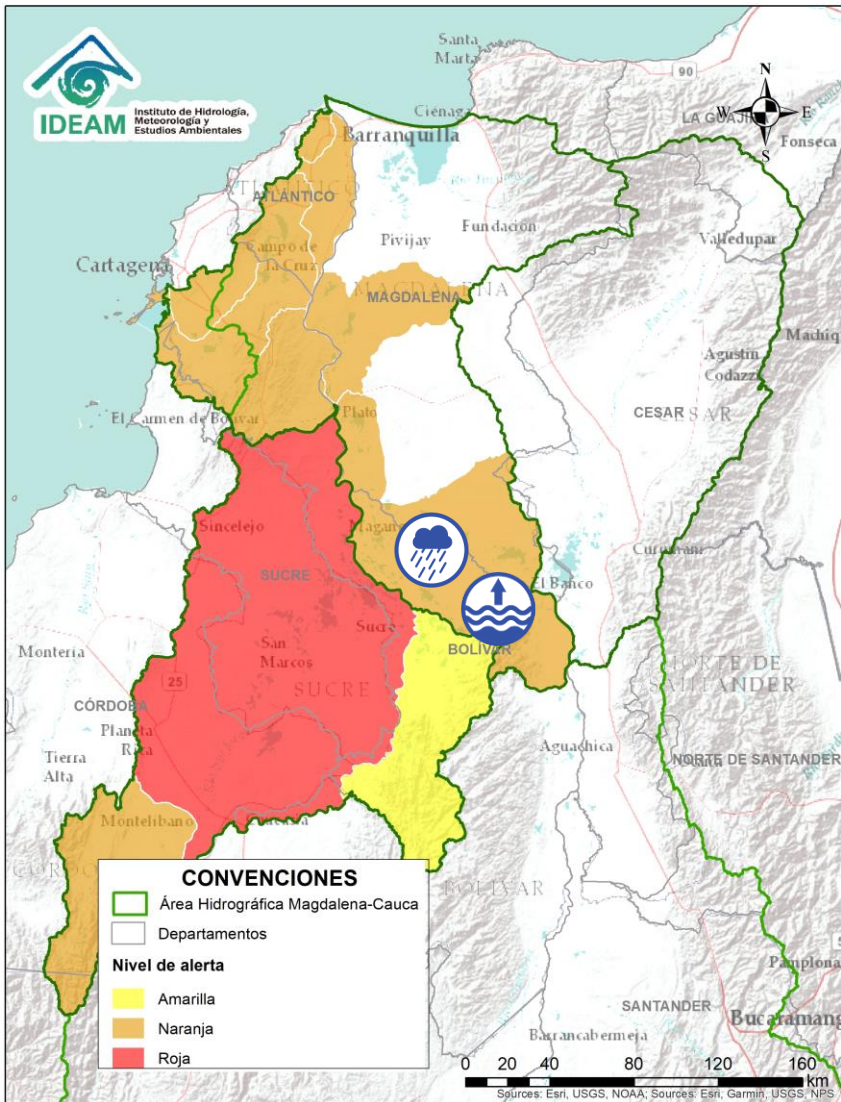 Santa
Marta
90
N
W E
S
IDEAM
Instituto de Hidrología,
Meteorología y
Estudios Ambientales
Ciénaga
LA GUAJIRA
Barranquilla
Fonseca
ATLÁNTICO
Pivijay
Fundación
Valledupar
Cartagena
Campo de
la Cruz
MAGDALENA
MAGDALENA
Agustín
Codazzi
El Carmen de Bolívar
Plato
CESAR
CESAR
Sincelejo
Curumaní
SUCRE
El Banco
Sucre
Montería
San
Marcos
BOLÍVAR
NORTE DE
SANTANDER
SUCRE
25
CÓRDOBA
Planeta
Rica
Tierra
Alta
Aguachica
NORTE DE SANTANDER
Montelíbano
Caucasia
BOLÍVAR
CONVENCIONES
Área Hidrográfica Magdalena-Cauca
Departamentos
Nivel de alerta
Amarilla
Naranja
Roja
Pamplona
SANTANDER
Barrancabermeja
0 20 40 80 120 160
km
Sources: Esri, USGS, NOAA; Sources: Esri, Garmin, USGS, NPS